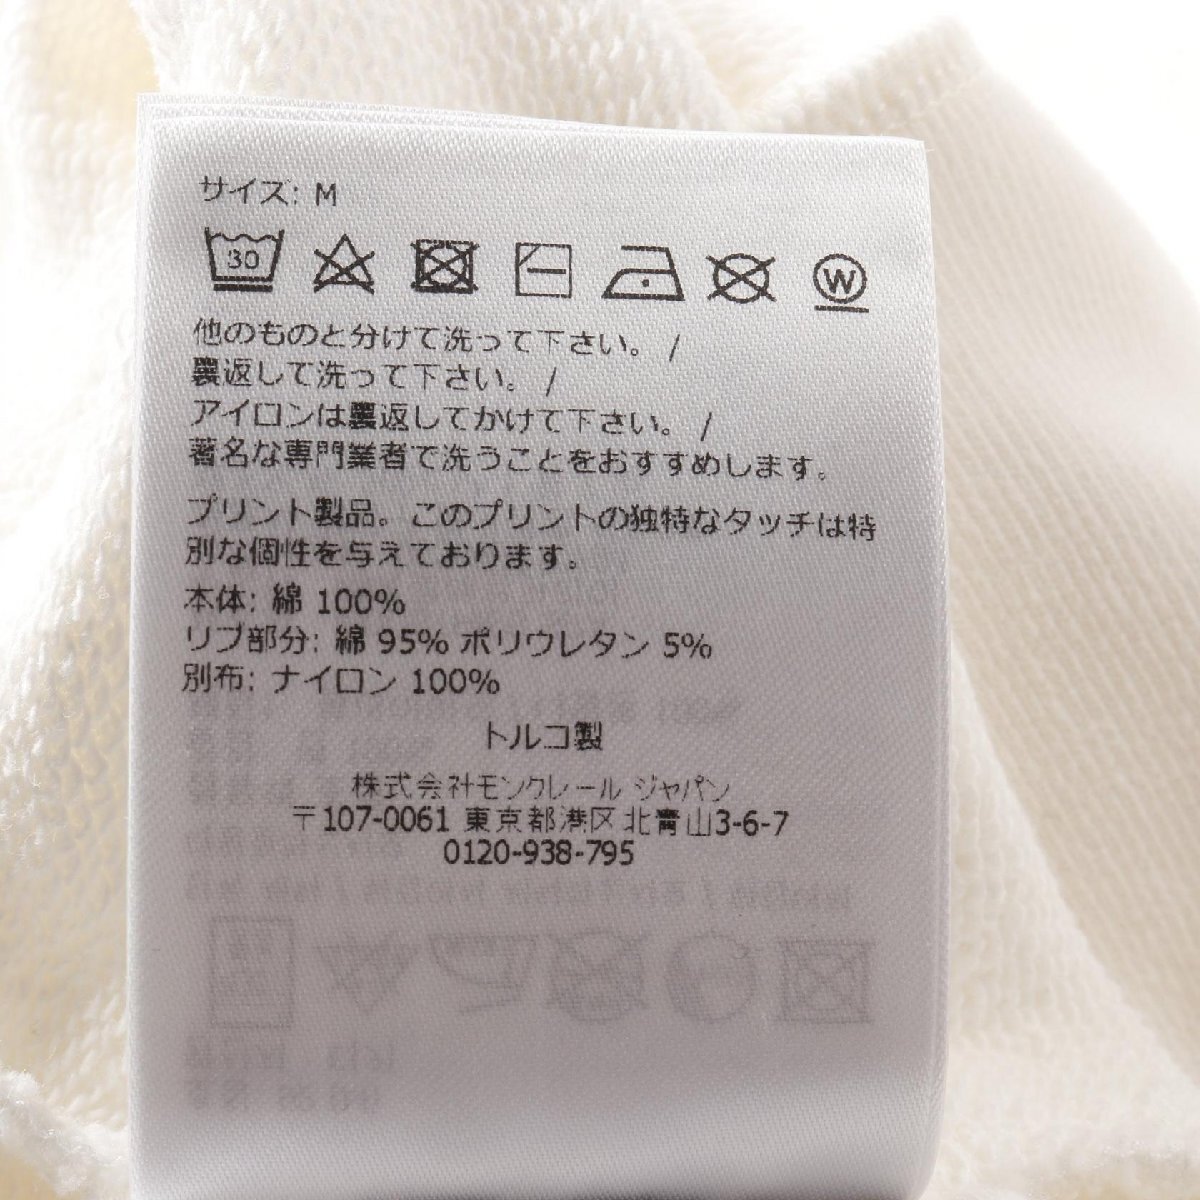 サイズ: M
30
W
他のものと分けて洗って下さい。 /
裏返して洗って下さい。 /
アイロンは裏返してかけて下さい。 /
著名な専門業者で洗うことをおすすめします。
プリント製品。このプリントの独特なタッチは特
別な個性を与えております。
本体: 綿 100%
リブ部分: 綿 95% ポリウレタン 5%
別布: ナイロン 100%
トルコ製
株式会社モンクレール ジャパン
〒107-0061 東京都港区北青山3-6-7
0120-938-795